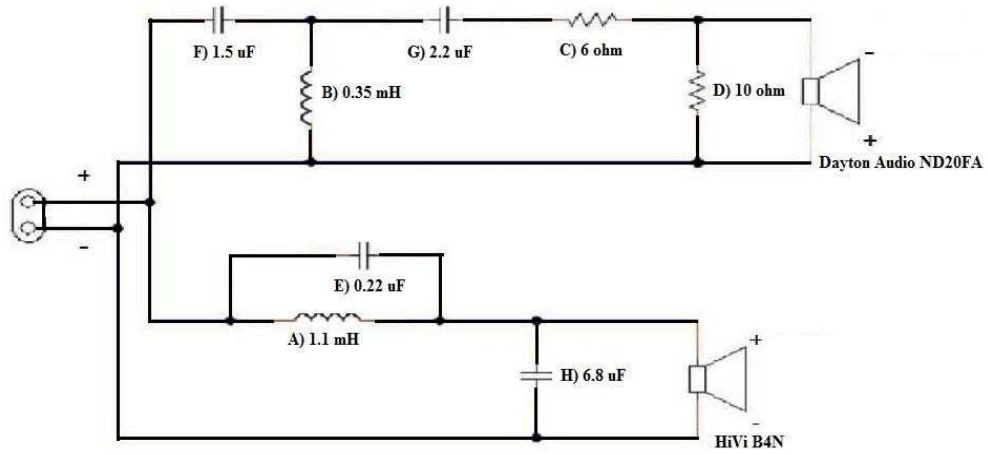 F) 1.5 uF
G) 2.2 uF
C) 6 ohm
B) 0.35 mH
D) 10 ohm
-
+
Dayton Audio ND20FA
+
-
E) 0.22 uF
A) 1.1 mH
H) 6.8 uF
+
-
HiVi B4N